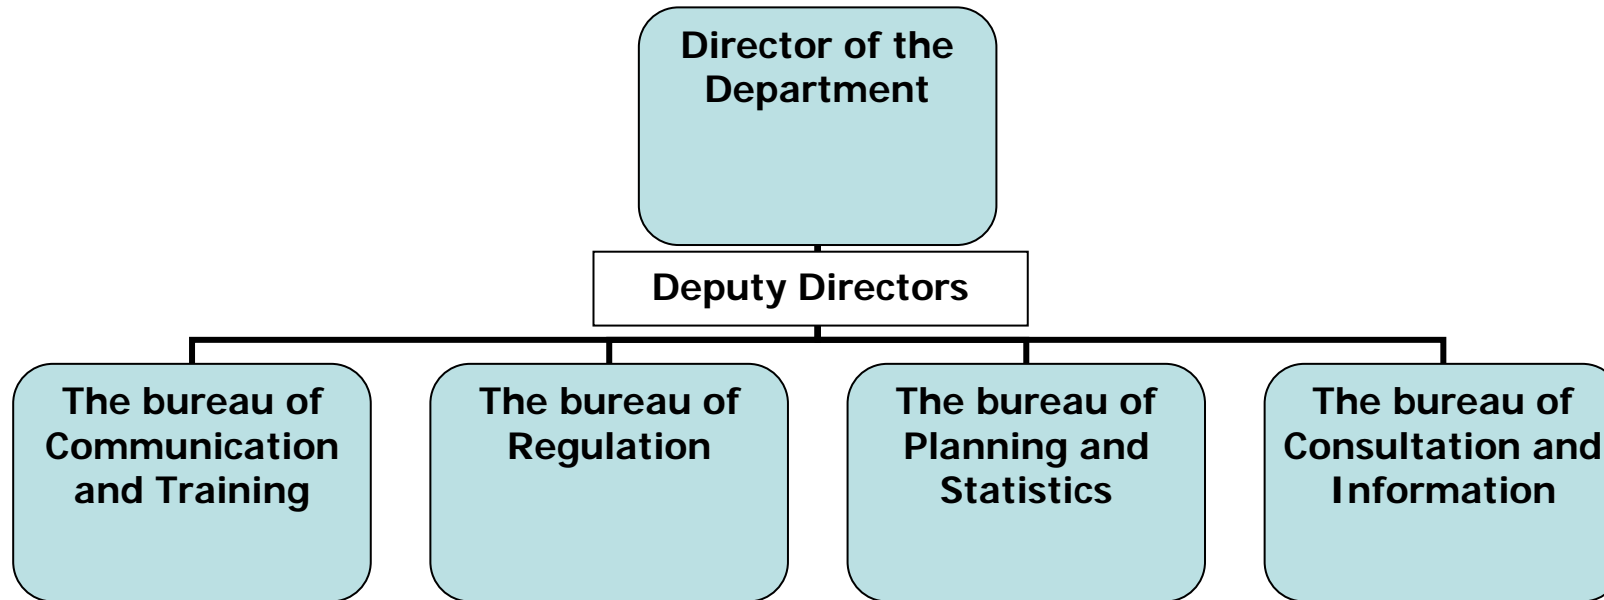 Director of the
Department
Deputy Directors
The bureau of
Communication
and Training
The bureau of
Regulation
The bureau of
Planning and
Statistics
The bureau of
Consultation and
Information